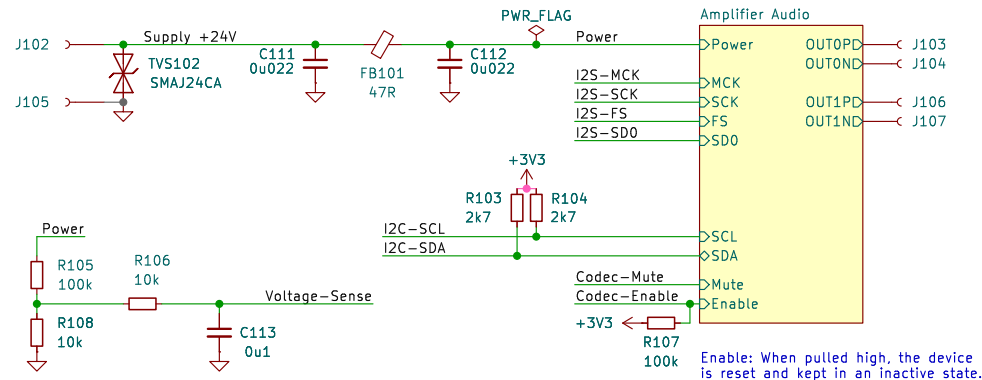 PWR_FLAG
Amplifier Audio
J102
Supply +24V
Power
Power
OUT0P
J103
OUT0N
J104
C111
0u022
C112
0u022
TVS102
SMAJ24CA
FB101
47R
I2S-MCK
MCK
J105
I2S-SCK
SCK
OUT1P
J106
I2S-FS
FS
OUT1N
J107
I2S-SD0
SD0
+3V3
R103
2k7
R104
2k7
I2C-SCL
SCL
I2C-SDA
SDA
Power
R105
100k
R106
10k
Codec-Mute
Mute
Voltage-Sense
Codec-Enable
Enable
R108
10k
C113
0u1
+3V3
R107
100k
Enable: When pulled high, the device
is reset and kept in an inactive state.